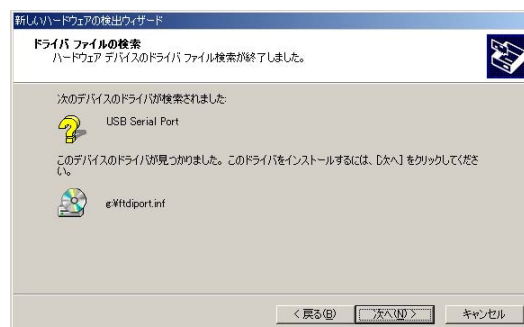 新しいハードウェアの検出ウィザード
ドライバ ファイルの検索
ハードウェア デバイスのドライバ ファイル検索が終了しました。
次のデバイスのドライバが検索されました:
USB Serial Port
このデバイスのドライバが見つかりました。このドライバをインストールするには、[次へ] をクリックしてくださ
い。
e:¥ftdiport.inf
< 戻る(B) 次へ(N) > キャンセル